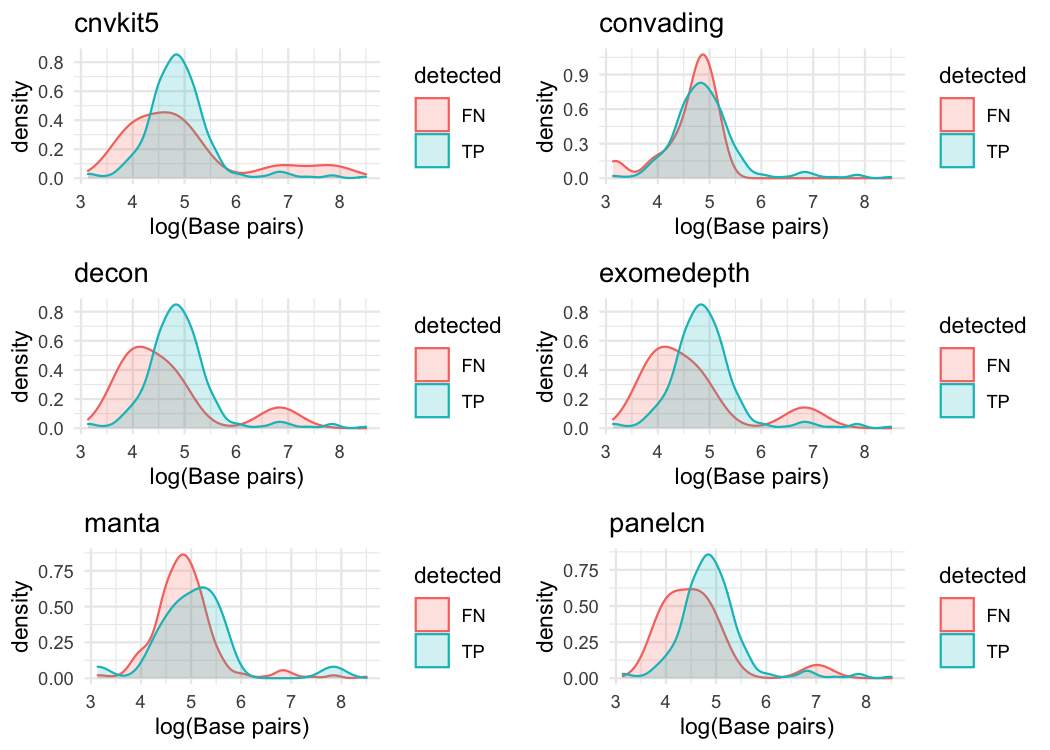 cnvkit5
density
0.8
0.6
0.4
0.2
0.0
3 4 5 6 7 8
log(Base pairs)
detected
FN
TP
convading
density
0.9
0.6
0.3
0.0
3 4 5 6 7 8
log(Base pairs)
detected
FN
TP
decon
density
0.8
0.6
0.4
0.2
0.0
3 4 5 6 7 8
log(Base pairs)
detected
FN
TP
exomedepth
density
0.8
0.6
0.4
0.2
0.0
3 4 5 6 7 8
log(Base pairs)
detected
FN
TP
manta
density
0.75
0.50
0.25
0.00
3 4 5 6 7 8
log(Base pairs)
detected
FN
TP
panelcn
density
0.75
0.50
0.25
0.00
3 4 5 6 7 8
log(Base pairs)
detected
FN
TP